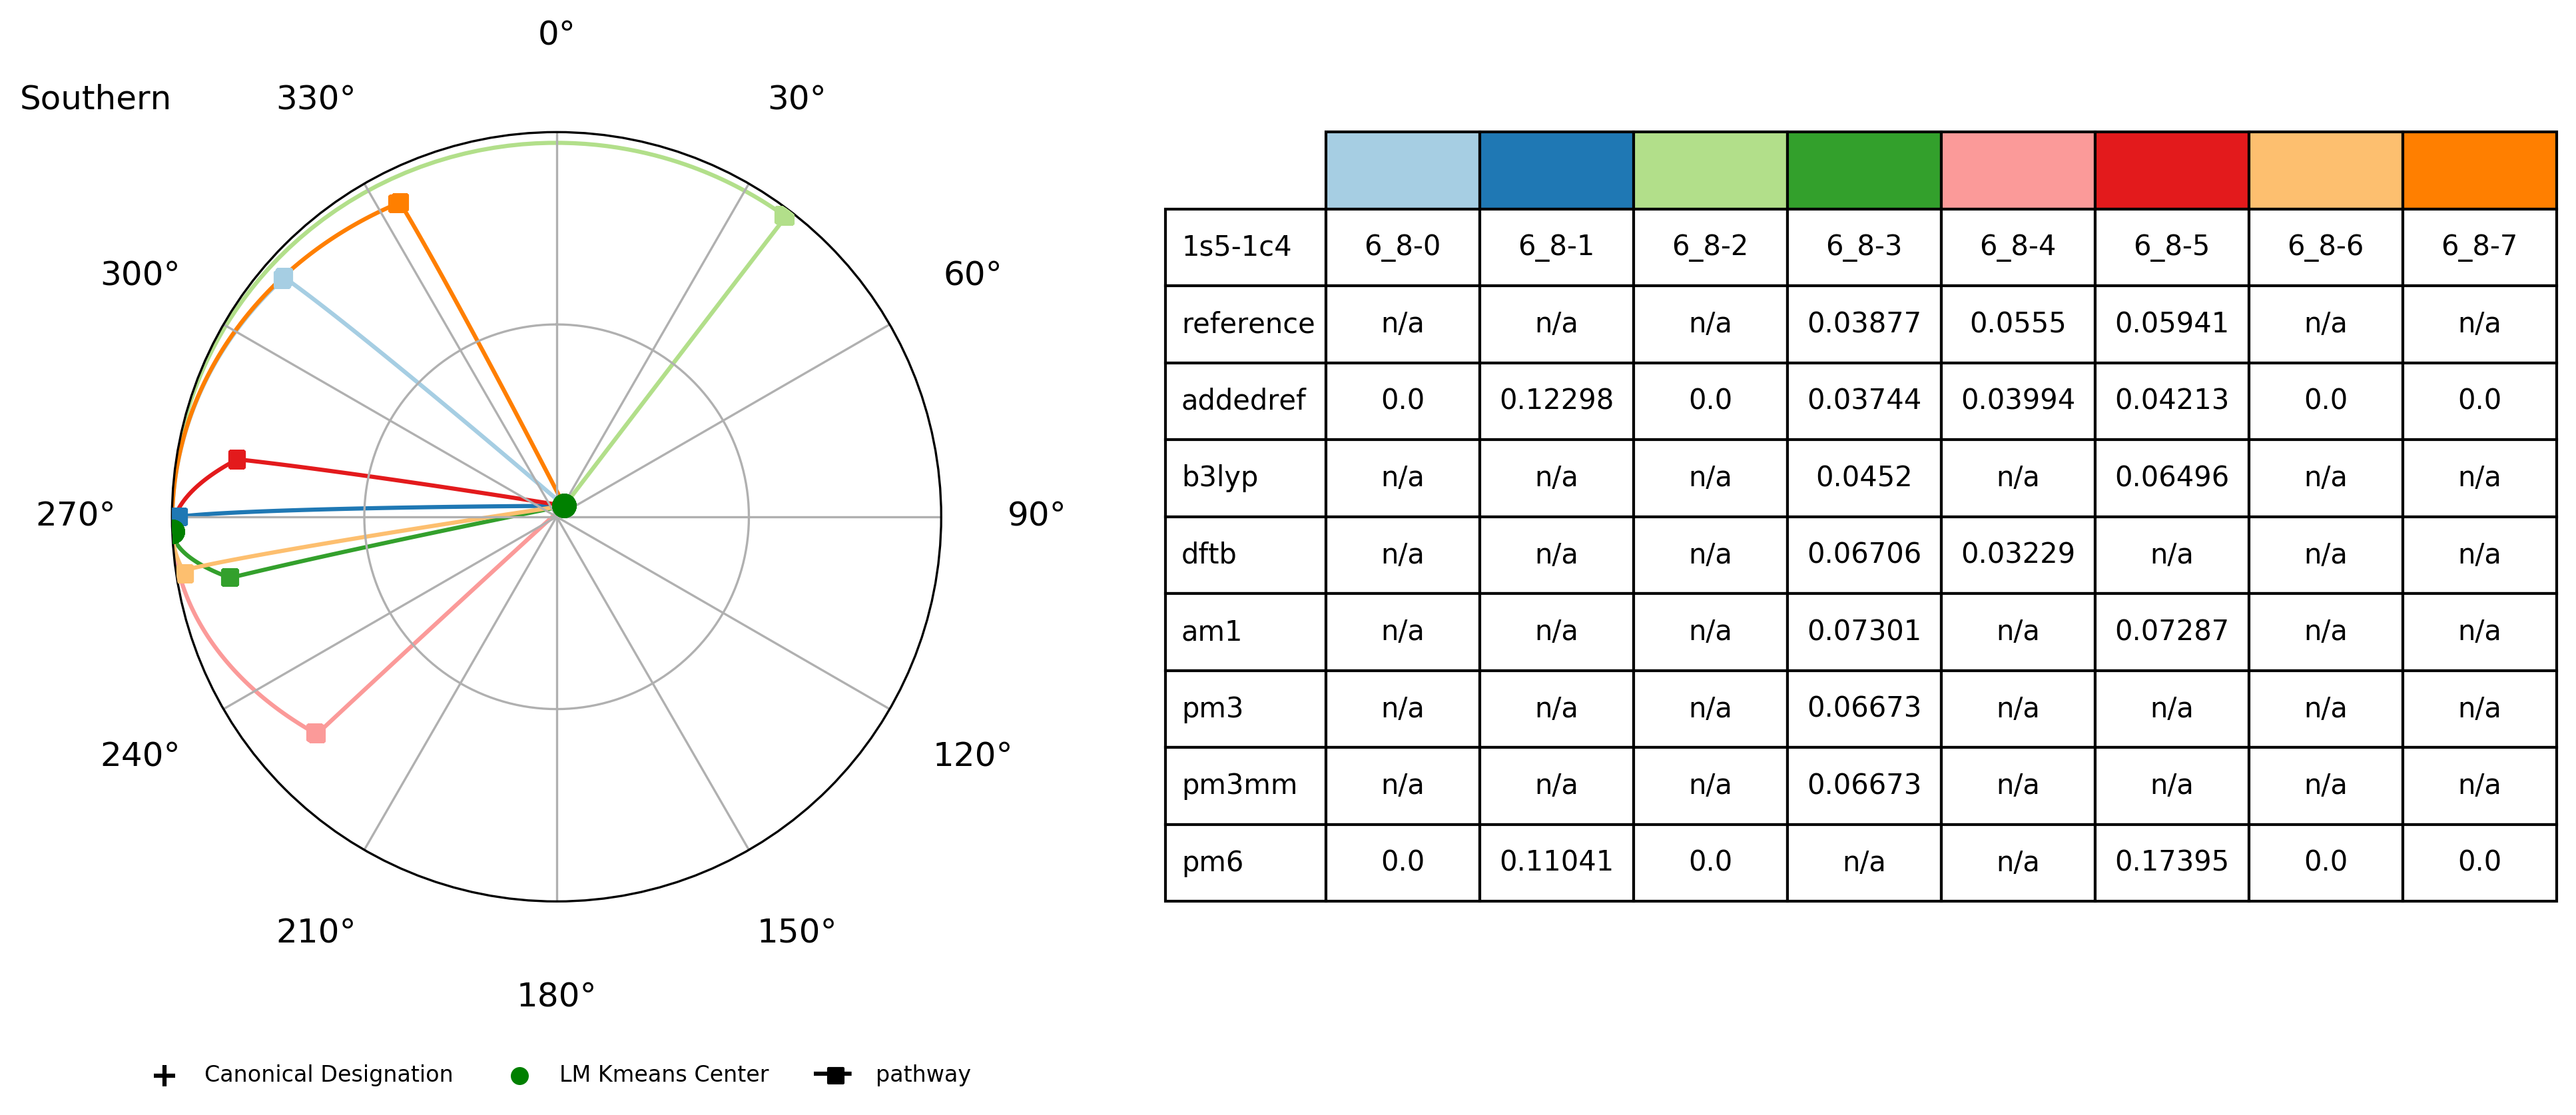 0°
Southern 330° 30°
300° 60°
270° 90°
240° 120°
210° 150°
180°
+ Canonical Designation LM Kmeans Center pathway
1s5-1c4 6_8-0 6_8-1 6_8-2 6_8-3 6_8-4 6_8-5 6_8-6 6_8-7
reference n/a n/a n/a 0.03877 0.0555 0.05941 n/a n/a
addedref 0.0 0.12298 0.0 0.03744 0.03994 0.04213 0.0 0.0
b3lyp n/a n/a n/a 0.0452 n/a 0.06496 n/a n/a
dftb n/a n/a n/a 0.06706 0.03229 n/a n/a n/a
am1 n/a n/a n/a 0.07301 n/a 0.07287 n/a n/a
pm3 n/a n/a n/a 0.06673 n/a n/a n/a n/a
pm3mm n/a n/a n/a 0.06673 n/a n/a n/a n/a
pm6 0.0 0.11041 0.0 n/a n/a 0.17395 0.0 0.0